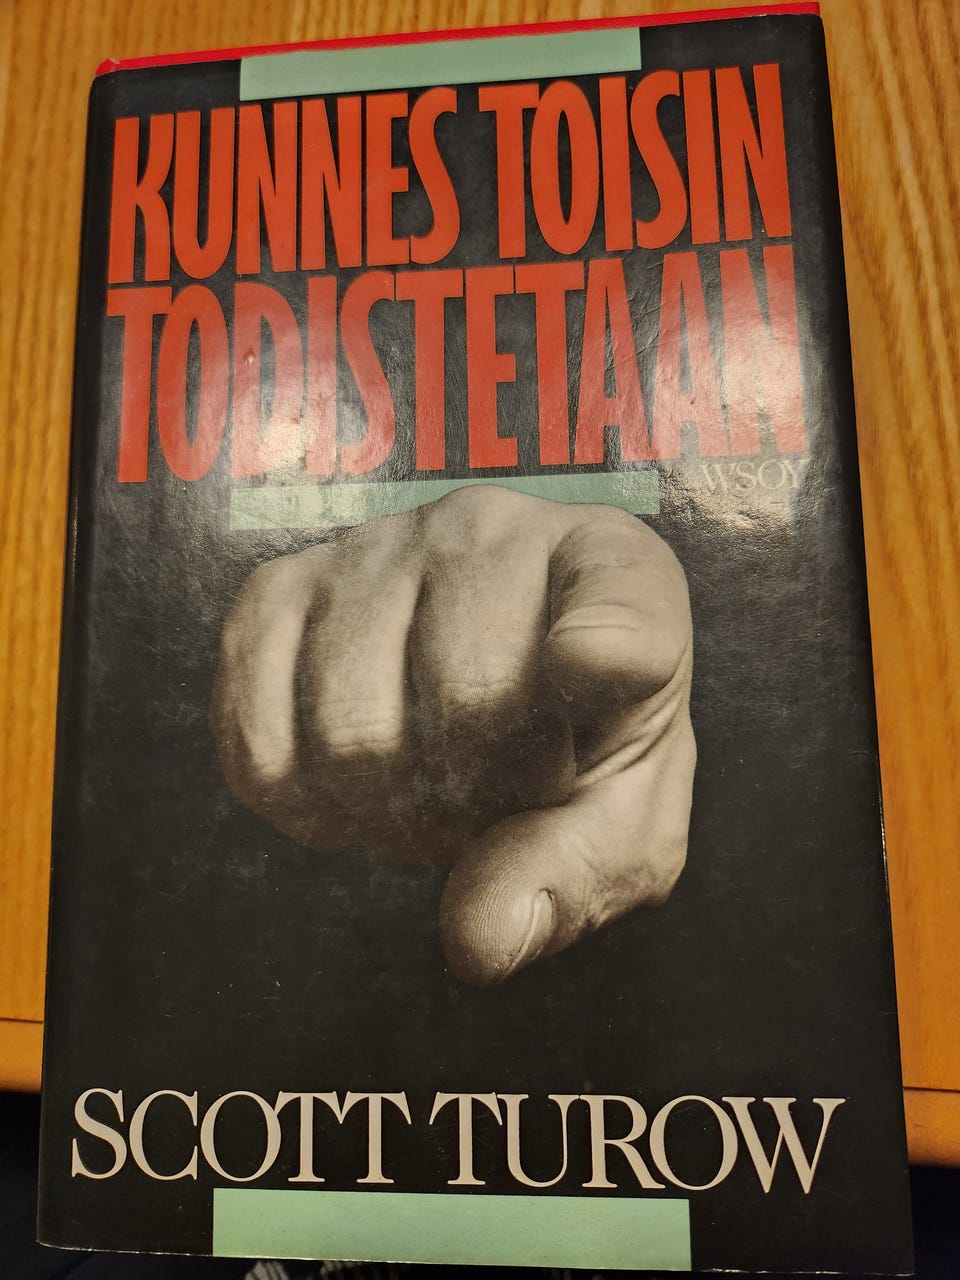 KUNNES TOISIN
TODISTETAAN
WSOY
SCOTT TUROW